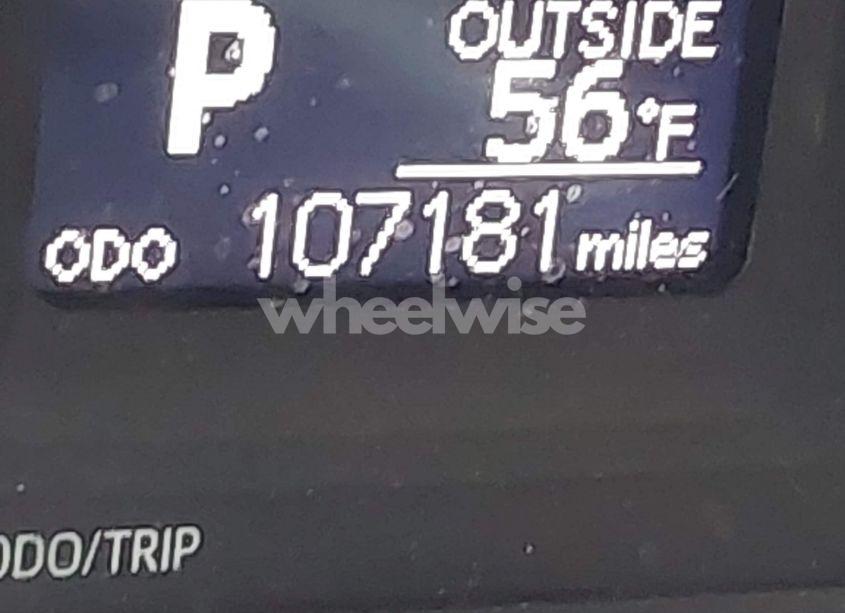 P OUTSIDE
56°F
ODO 107181 miles
wheelwise
ODO/TRIP